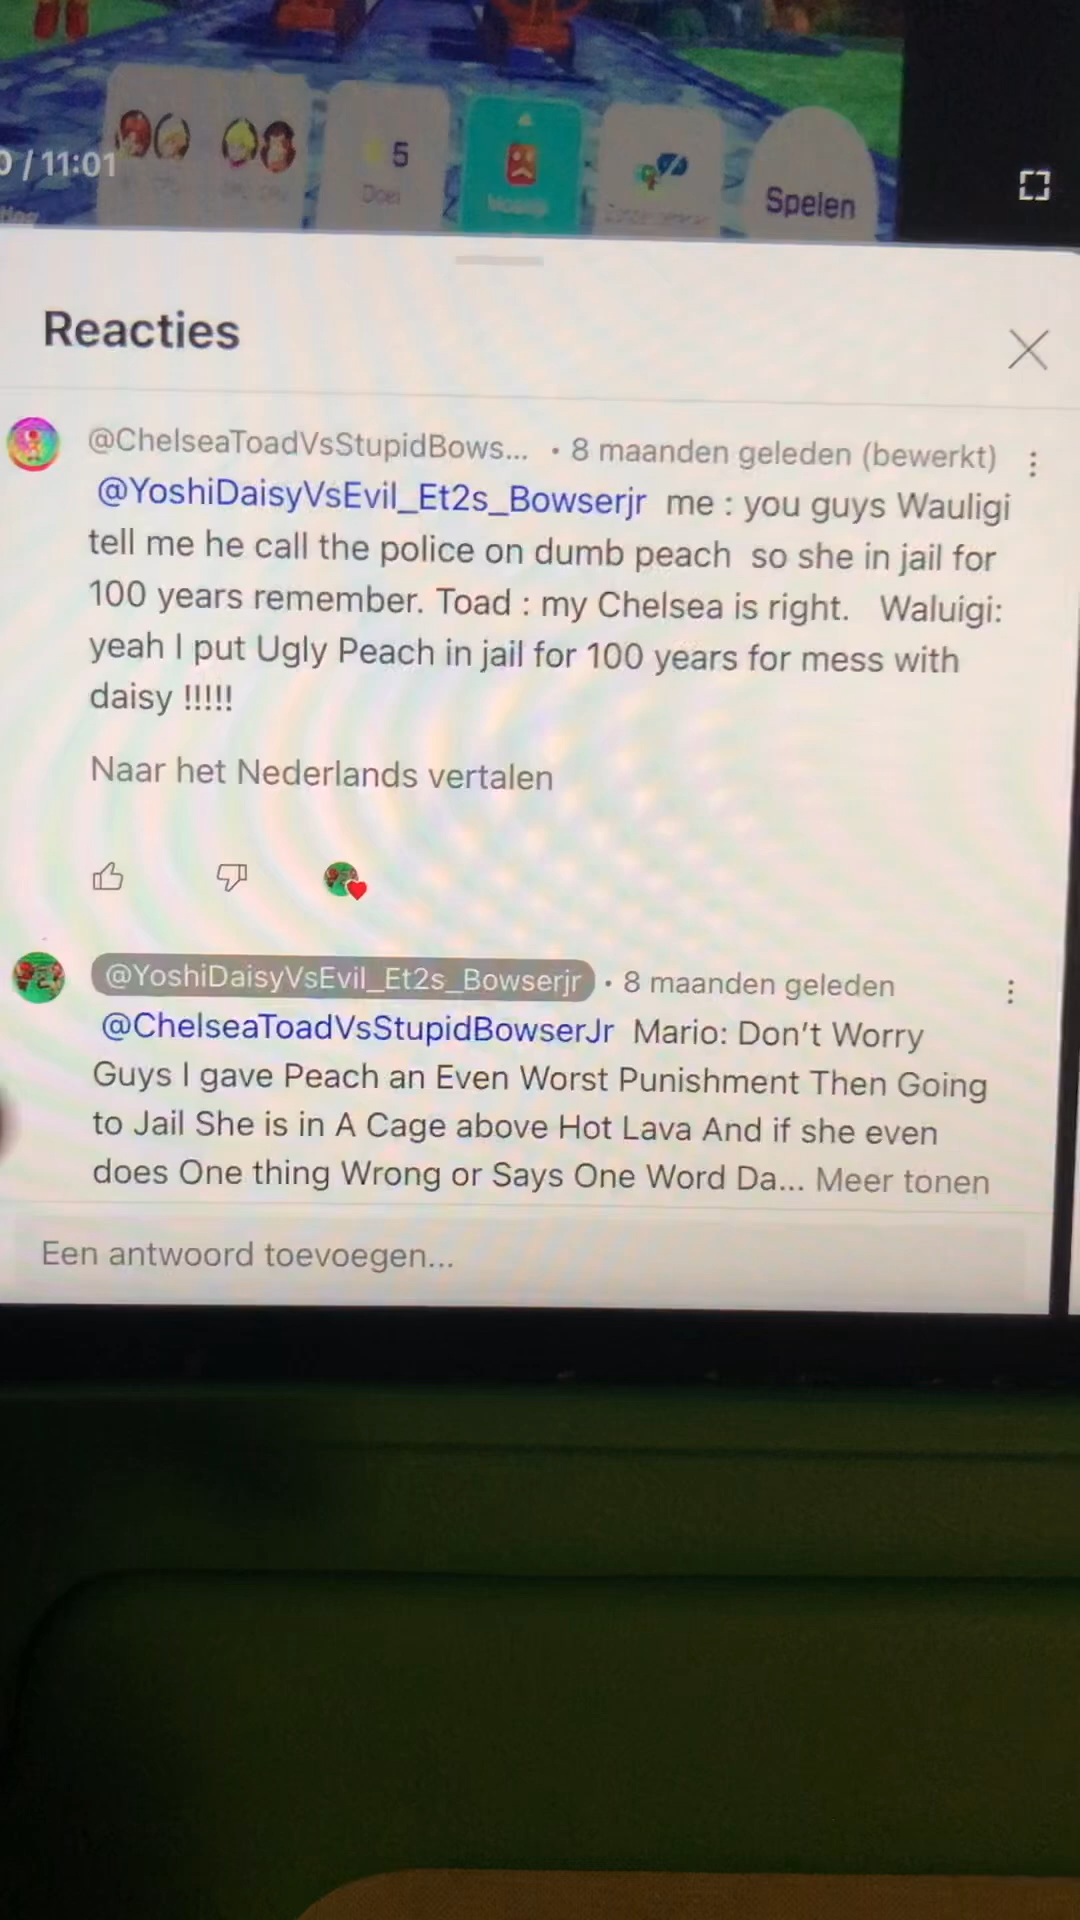 0 / 11:01
5
Doel
Spelen
Reacties
@ChelseaToadVsStupidBows... · 8 maanden geleden (bewerkt)
@YoshiDaisyVsEvil_Et2s_Bowserjr me : you guys Wauligi
tell me he call the police on dumb peach so she in jail for
100 years remember. Toad : my Chelsea is right. Waluigi:
yeah I put Ugly Peach in jail for 100 years for mess with
daisy !!!!!
Naar het Nederlands vertalen
@YoshiDaisyVsEvil_Et2s_Bowserjr · 8 maanden geleden
@ChelseaToadVsStupidBowserJr Mario: Don't Worry
Guys I gave Peach an Even Worst Punishment Then Going
to Jail She is in A Cage above Hot Lava And if she even
does One thing Wrong or Says One Word Da... Meer tonen
Een antwoord toevoegen...